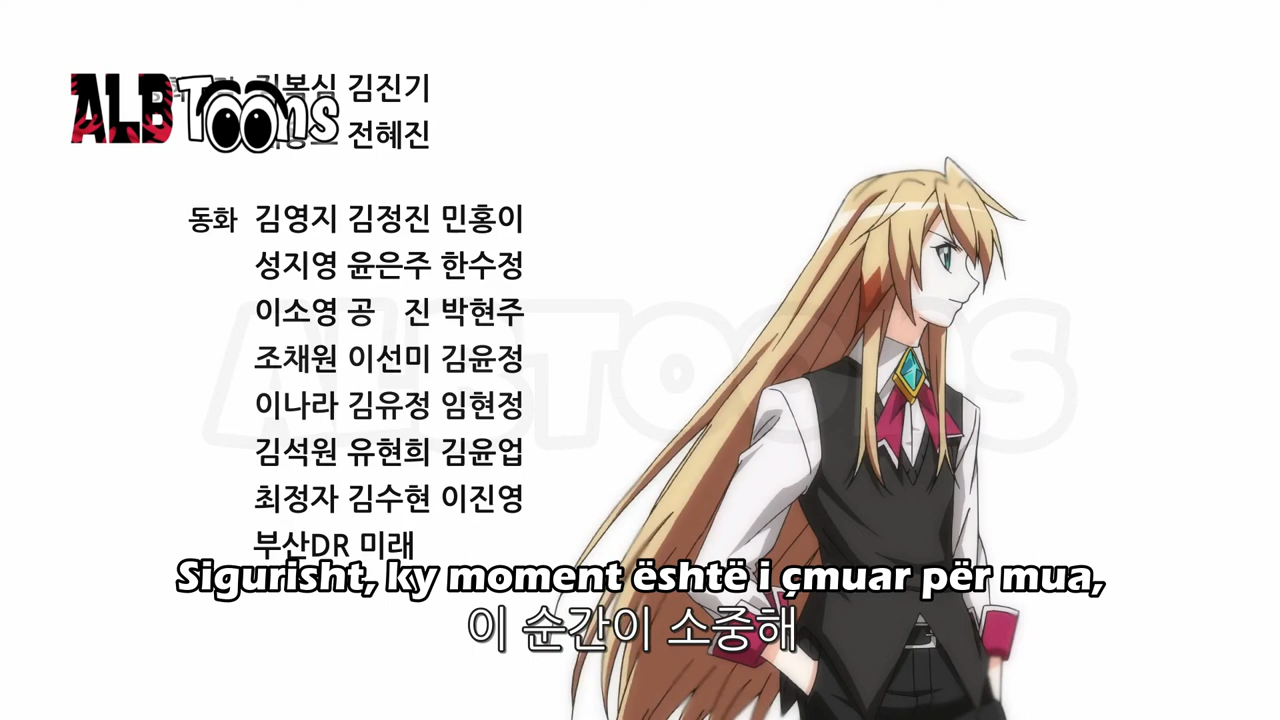 ALBToons
김복심 김진기
전혜진
동화 김영지 김정진 민홍이
성지영 윤은주 한수정
이소영 공 진 박현주
조채원 이선미 김윤정
이나라 김유정 임현정
김석원 유현희 김윤업
최정자 김수현 이진영
부산DR 미래
ALBTOONS
Sigurisht, ky moment është i çmuar për mua,
이 순간이 소중해